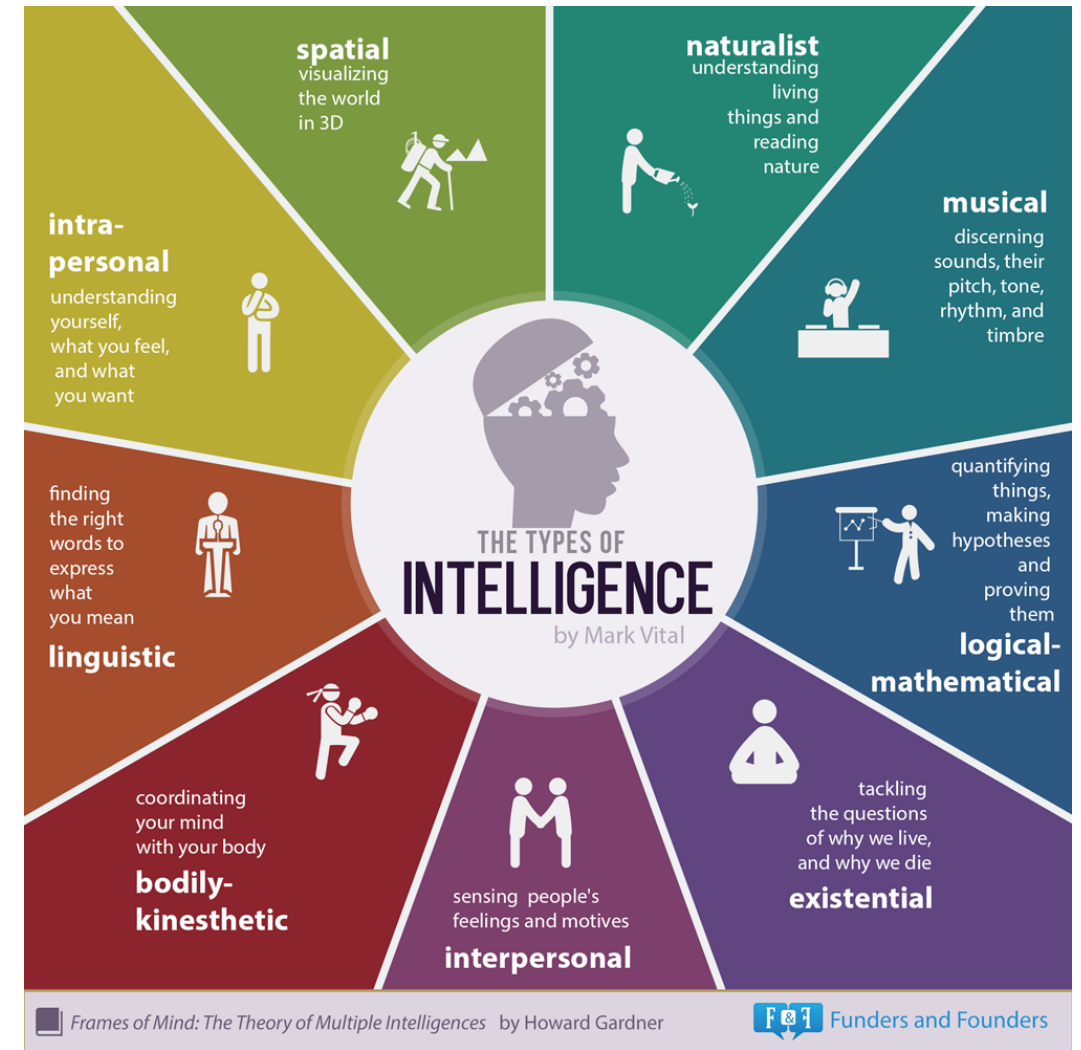 spatial
visualizing
the world
in 3D
naturalist
understanding
living
things and
reading
nature
musical
discerning
sounds, their
pitch, tone,
rhythm, and
timbre
quantifying
things,
making
hypotheses
and
proving
them
logical-
mathematical
tackling
the questions
of why we live,
and why we die
existential
sensing people's
feelings and motives
interpersonal
coordinating
your mind
with your body
bodily-
kinesthetic
finding
the right
words to
express
what
you mean
linguistic
intra-
personal
understanding
yourself,
what you feel,
and what
you want
THE TYPES OF
INTELLIGENCE
by Mark Vital
Frames of Mind: The Theory of Multiple Intelligences by Howard Gardner
F&F Funders and Founders